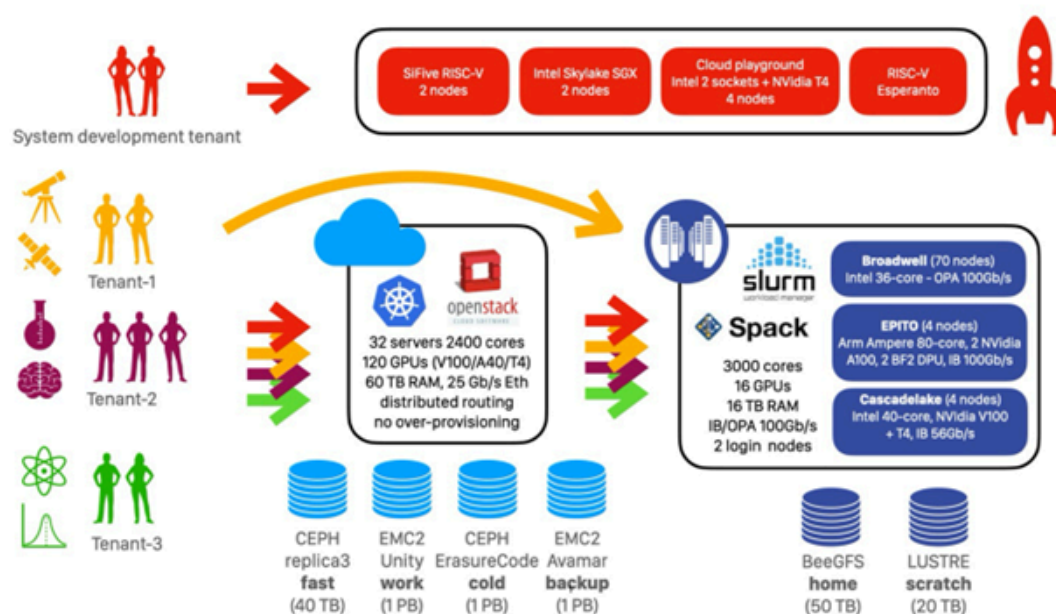 SiFive RISC-V
2 nodes
Intel Skylake SGX
2 nodes
Cloud playground
Intel 2 sockets + NVidia T4
4 nodes
RISC-V
Esperanto
System development tenant
Tenant-1
Tenant-2
Tenant-3
openstack
CLOUD SOFTWARE
32 servers 2400 cores
120 GPUs (V100/A40/T4)
60 TB RAM, 25 Gb/s Eth
distributed routing
no over-provisioning
slurm
workload manager
Spack
3000 cores
16 GPUs
16 TB RAM
IB/OPA 100Gb/s
2 login nodes
Broadwell (70 nodes)
Intel 36-core - OPA 100Gb/s
EPITO (4 nodes)
Arm Ampere 80-core, 2 NVidia
A100, 2 BF2 DPU, IB 100Gb/s
Cascadelake (4 nodes)
Intel 40-core, NVidia V100
+ T4, IB 56Gb/s
CEPH
replica3
fast
(40 TB)
EMC2
Unity
work
(1 PB)
CEPH
ErasureCode
cold
(1 PB)
EMC2
Avamar
backup
(1 PB)
BeeGFS
home
(50 TB)
LUSTRE
scratch
(20 TB)